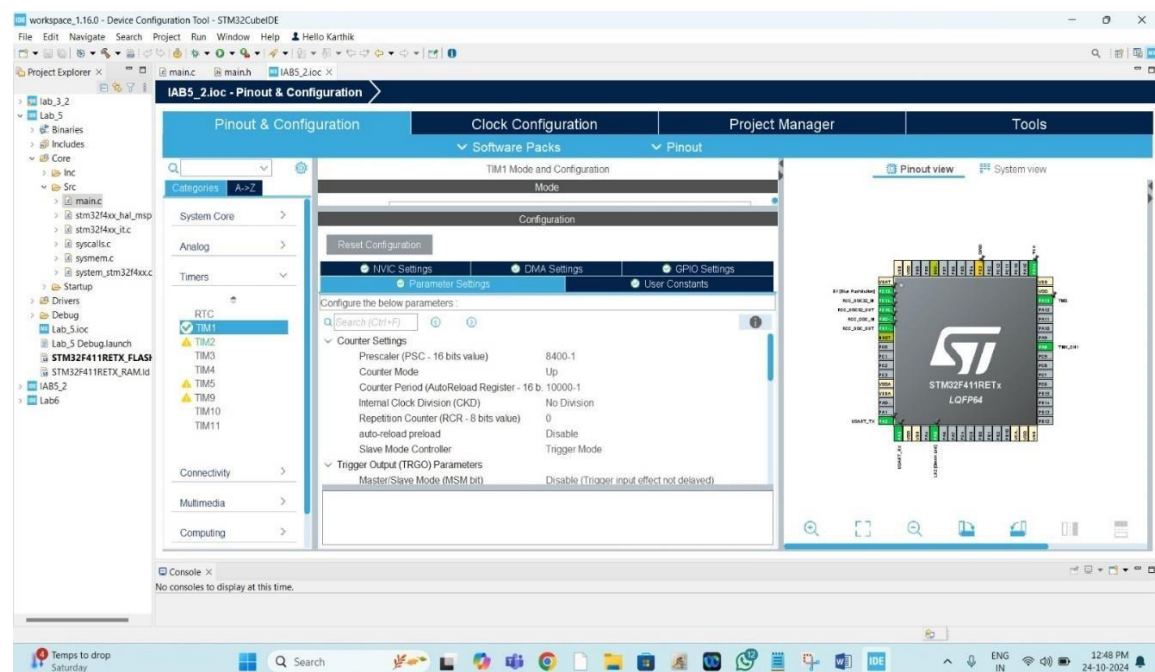 workspace_1.16.0 - Device Configuration Tool - STM32CubeIDE
File Edit Navigate Search Project Run Window Help Hello Karthik
Project Explorer
main.c main.h IAB5_2.ioc
IAB5_2.ioc - Pinout & Configuration
Pinout & Configuration Clock Configuration Project Manager Tools
Software Packs Pinout
lab_3_2
Lab_5
Binaries
Includes
Core
Inc
Src
main.c
stm32f4xx_hal_msp
stm32f4xx_it.c
syscalls.c
sysmem.c
system_stm32f4xx.c
Startup
Drivers
Debug
Lab_5.ioc
Lab_5 Debug.launch
STM32F411RETX_FLASH
STM32F411RETX_RAM.ld
IAB5_2
Lab6
Categories A->Z
System Core
Analog
Timers
RTC
TIM1
TIM2
TIM3
TIM4
TIM5
TIM9
TIM10
TIM11
Connectivity
Multimedia
Computing
TIM1 Mode and Configuration
Mode
Configuration
Reset Configuration
NVIC Settings DMA Settings GPIO Settings
Parameter Settings User Constants
Configure the below parameters :
Search (Ctrl+F)
Counter Settings
Prescaler (PSC - 16 bits value) 8400-1
Counter Mode Up
Counter Period (AutoReload Register - 16 b. 10000-1
Internal Clock Division (CKD) No Division
Repetition Counter (RCR - 8 bits value) 0
auto-reload preload Disable
Slave Mode Controller Trigger Mode
Trigger Output (TRGO) Parameters
Master/Slave Mode (MSM bit) Disable (Trigger input effect not delayed)
Pinout view System view
STM32F411RETx
LQFP64
Console
No consoles to display at this time.
Temps to drop
Saturday
Search
ENG
IN
12:48 PM
24-10-2024